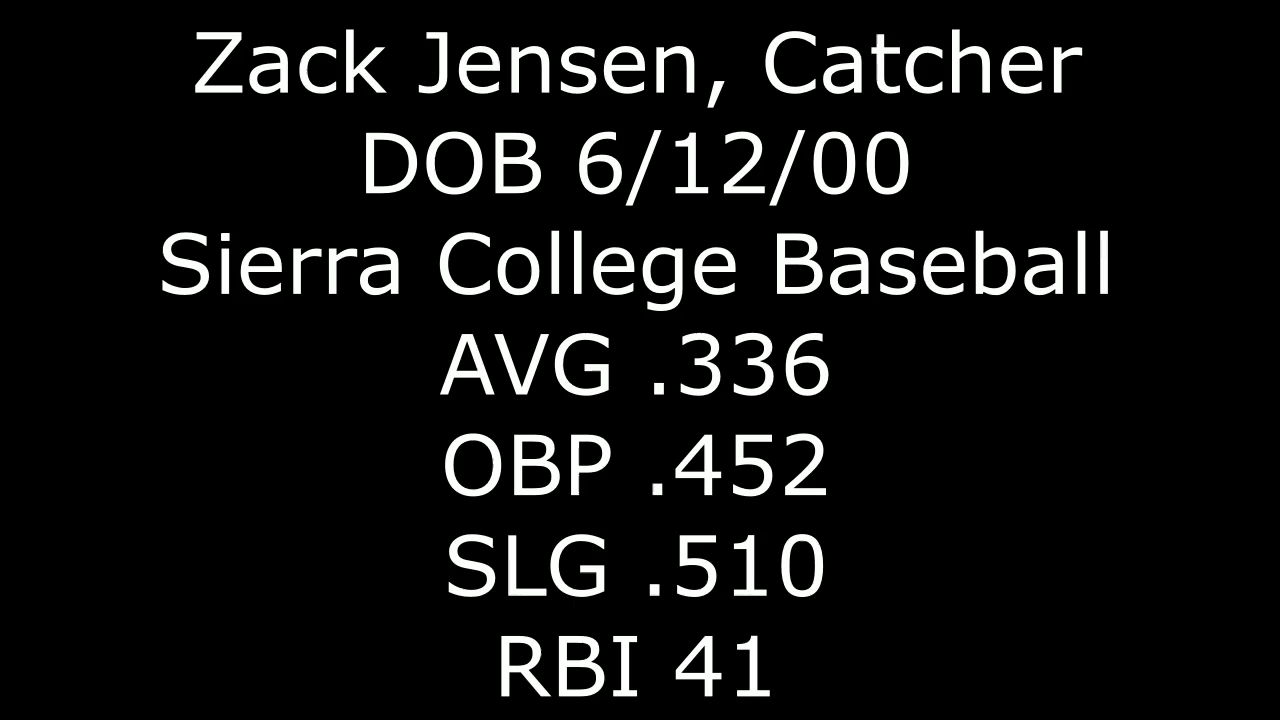 Zack Jensen, Catcher
DOB 6/12/00
Sierra College Baseball
AVG .336
OBP .452
SLG .510
RBI 41